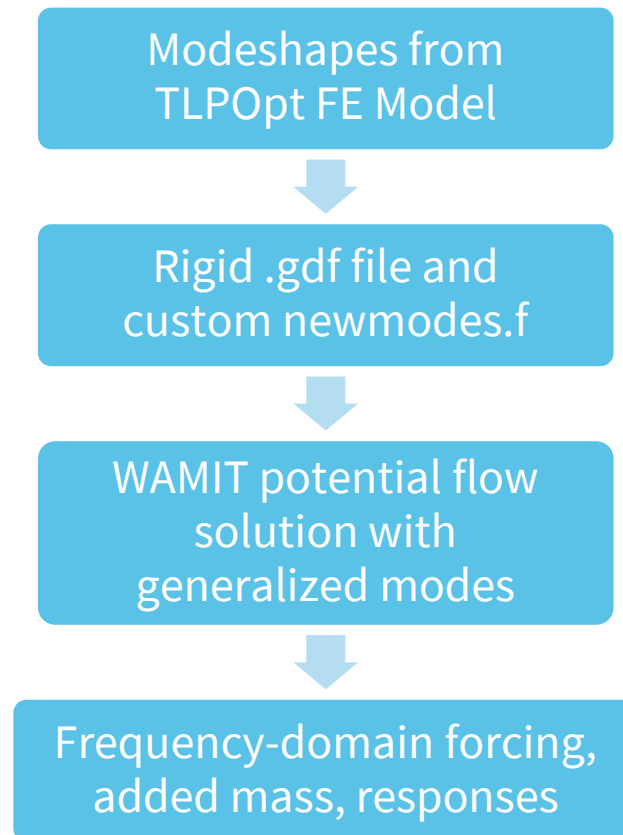 Modeshapes from
TLPOpt FE Model
Rigid .gdf file and
custom newmodes.f
WAMIT potential flow
solution with
generalized modes
Frequency-domain forcing,
added mass, responses